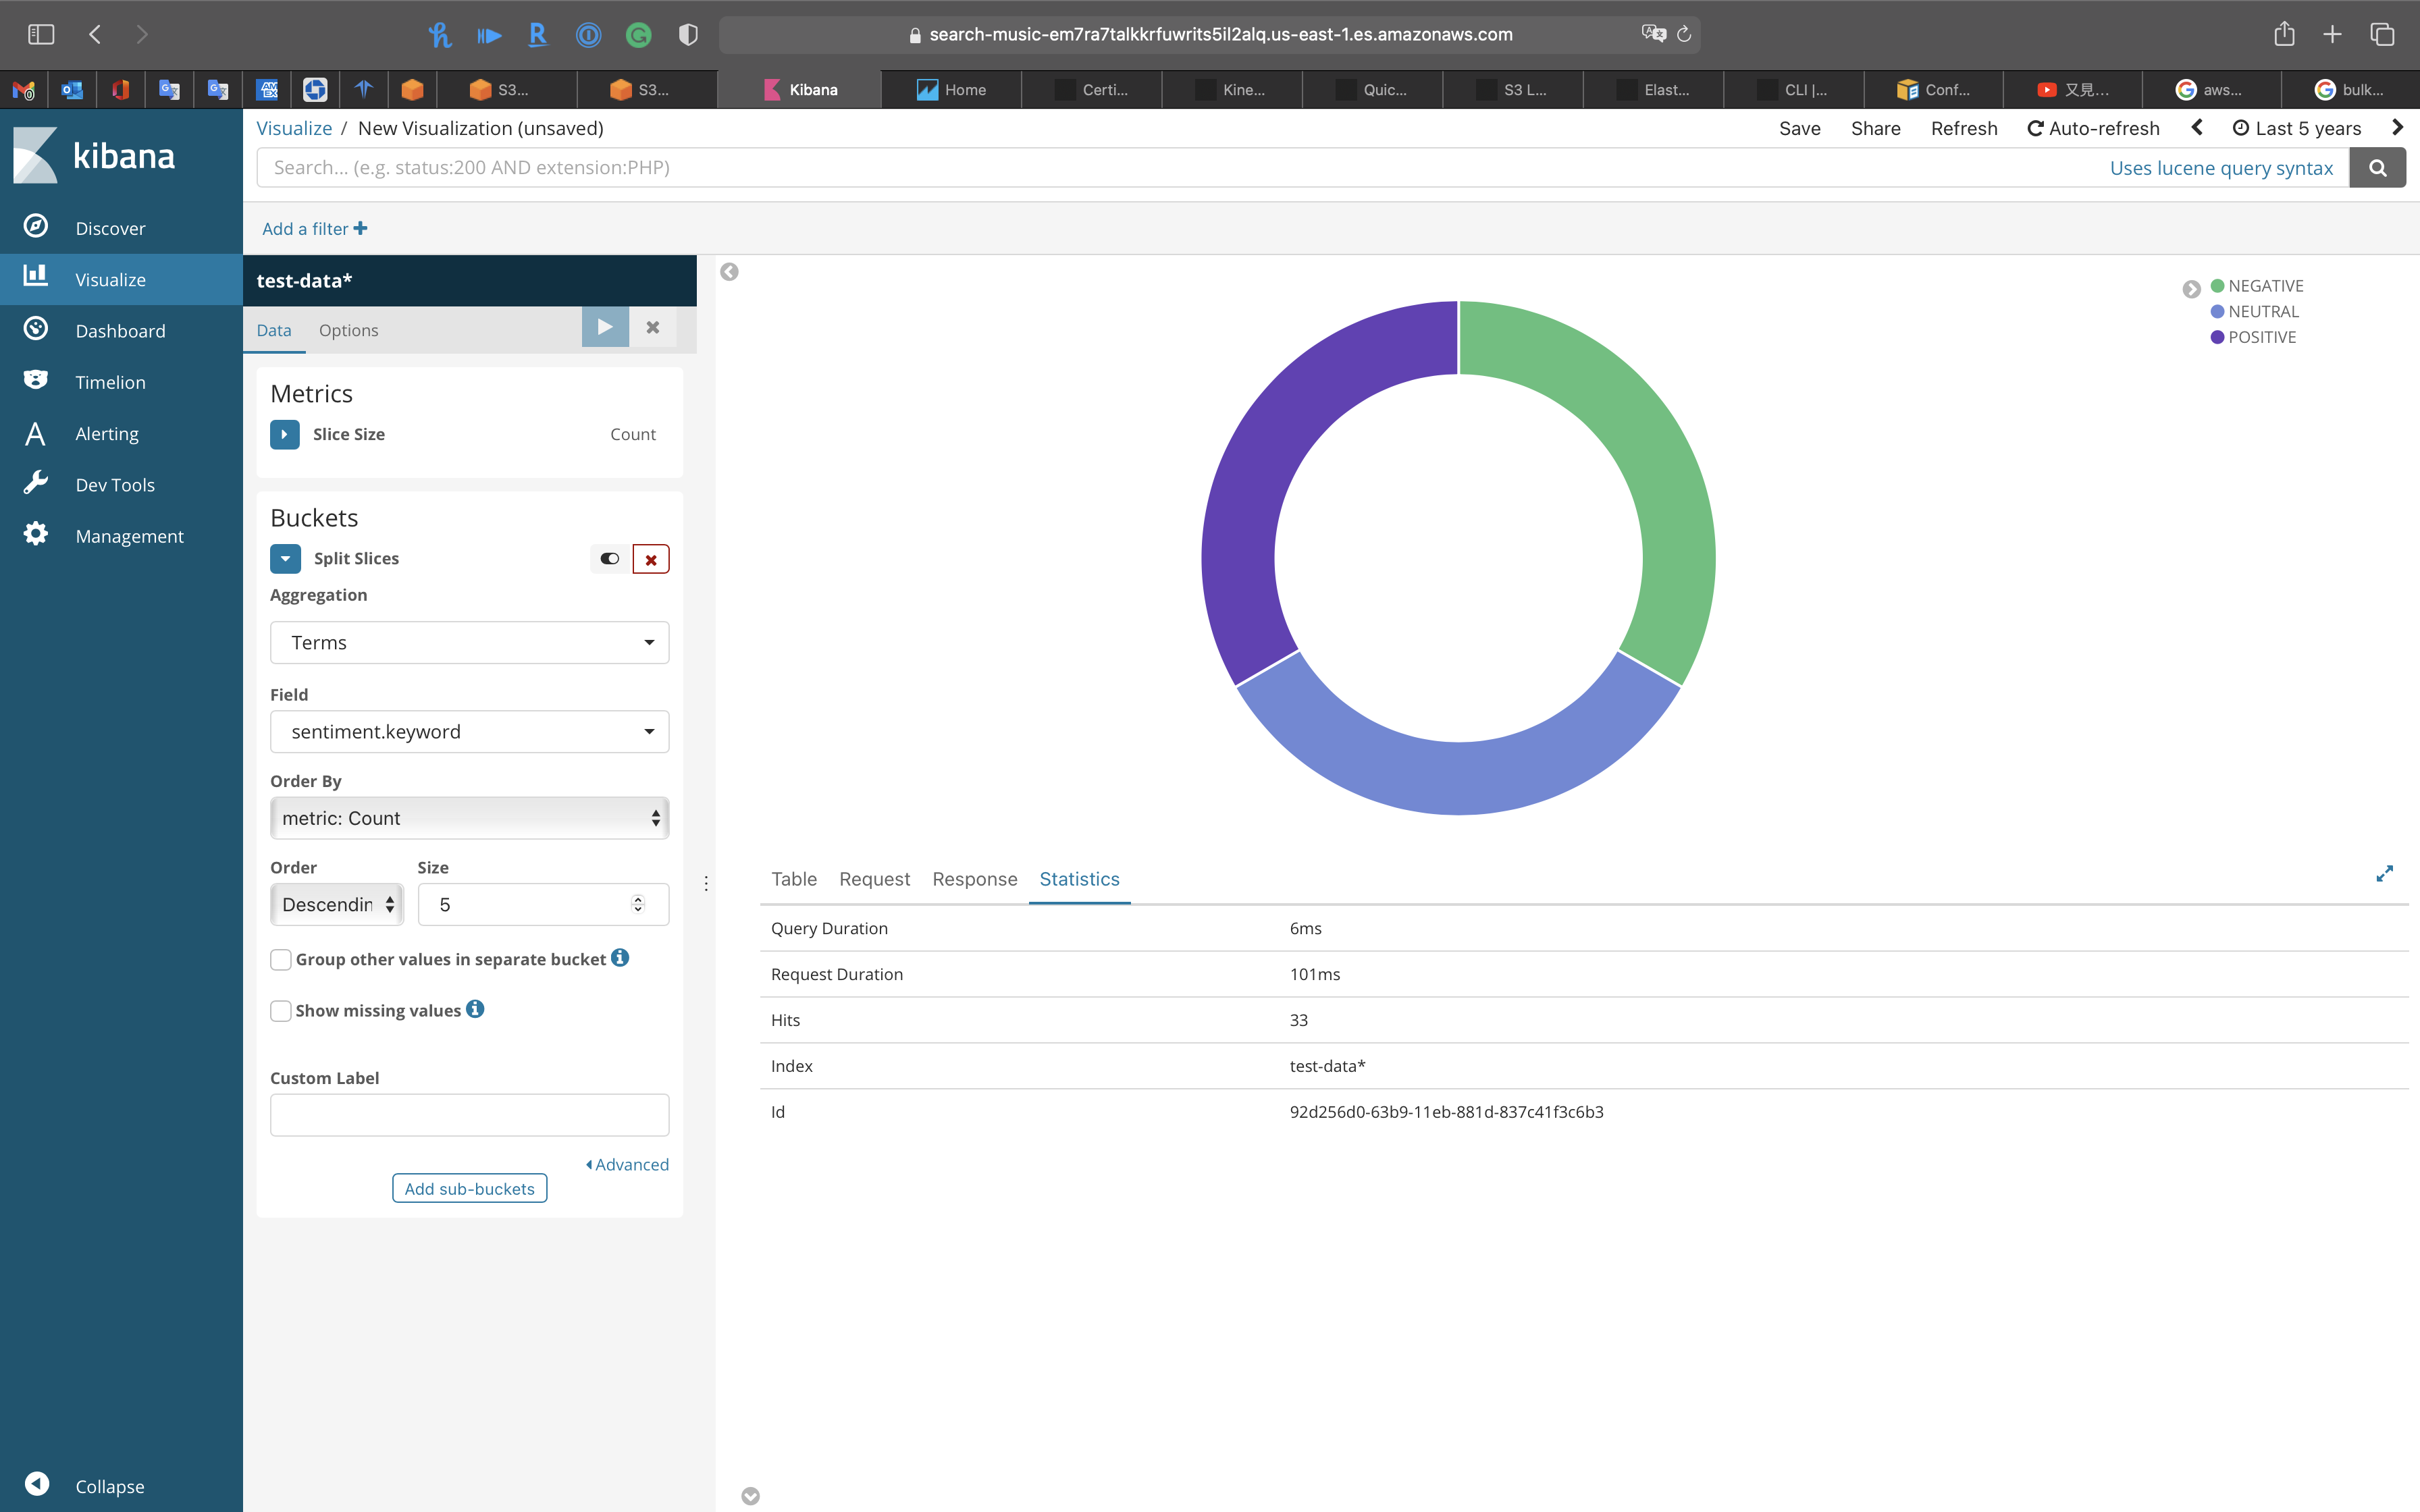 search-music-em7ra7talkkrfuwrits5il2alq.us-east-1.es.amazonaws.com
S3... S3... Kibana Home Certi... Kine... Quic... S3 L... Elast... CLI |... Conf... 又見... aws... bulk...
kibana
Visualize / New Visualization (unsaved)
Save Share Refresh Auto-refresh Last 5 years
Search... (e.g. status:200 AND extension:PHP)
Uses lucene query syntax
Add a filter
Discover
Visualize
Dashboard
Timelion
Alerting
Dev Tools
Management
Collapse
test-data*
Data Options
Metrics
Slice Size Count
Buckets
Split Slices
Aggregation
Terms
Field
sentiment.keyword
Order By
metric: Count
Order Size
Descendin 5
Group other values in separate bucket
Show missing values
Custom Label
Advanced
Add sub-buckets
NEGATIVE
NEUTRAL
POSITIVE
Table Request Response Statistics
Query Duration 6ms
Request Duration 101ms
Hits 33
Index test-data*
Id 92d256d0-63b9-11eb-881d-837c41f3c6b3